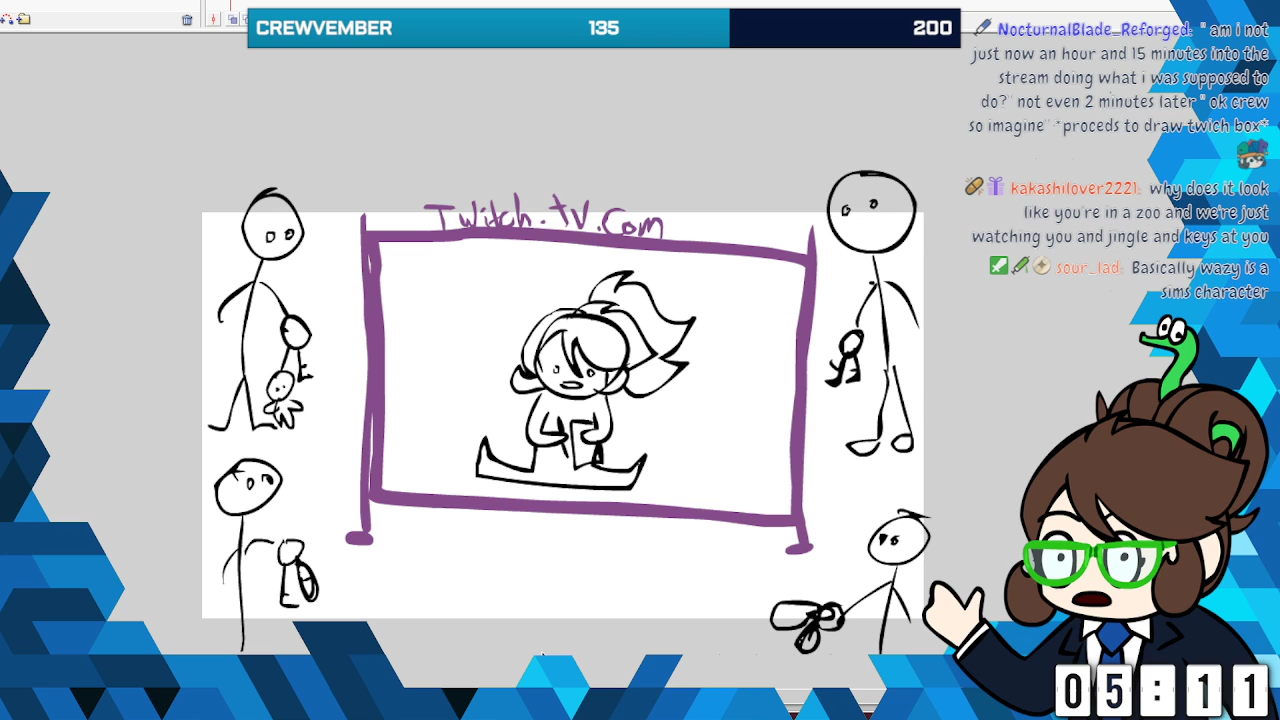 CREWVEMBER 135 200
NocturnalBlade_Reforged: " am i not
just now an hour and 15 minutes into the
stream doing what i was supposed to
do?" not even 2 minutes later " ok crew
so imagine" *proceds to draw twich box*
kakashilover2221: why does it look
like you're in a zoo and we're just
watching you and jingle and keys at you
sour_lad: Basically wazy is a
sims character
Twitch.tv.Com
05:11